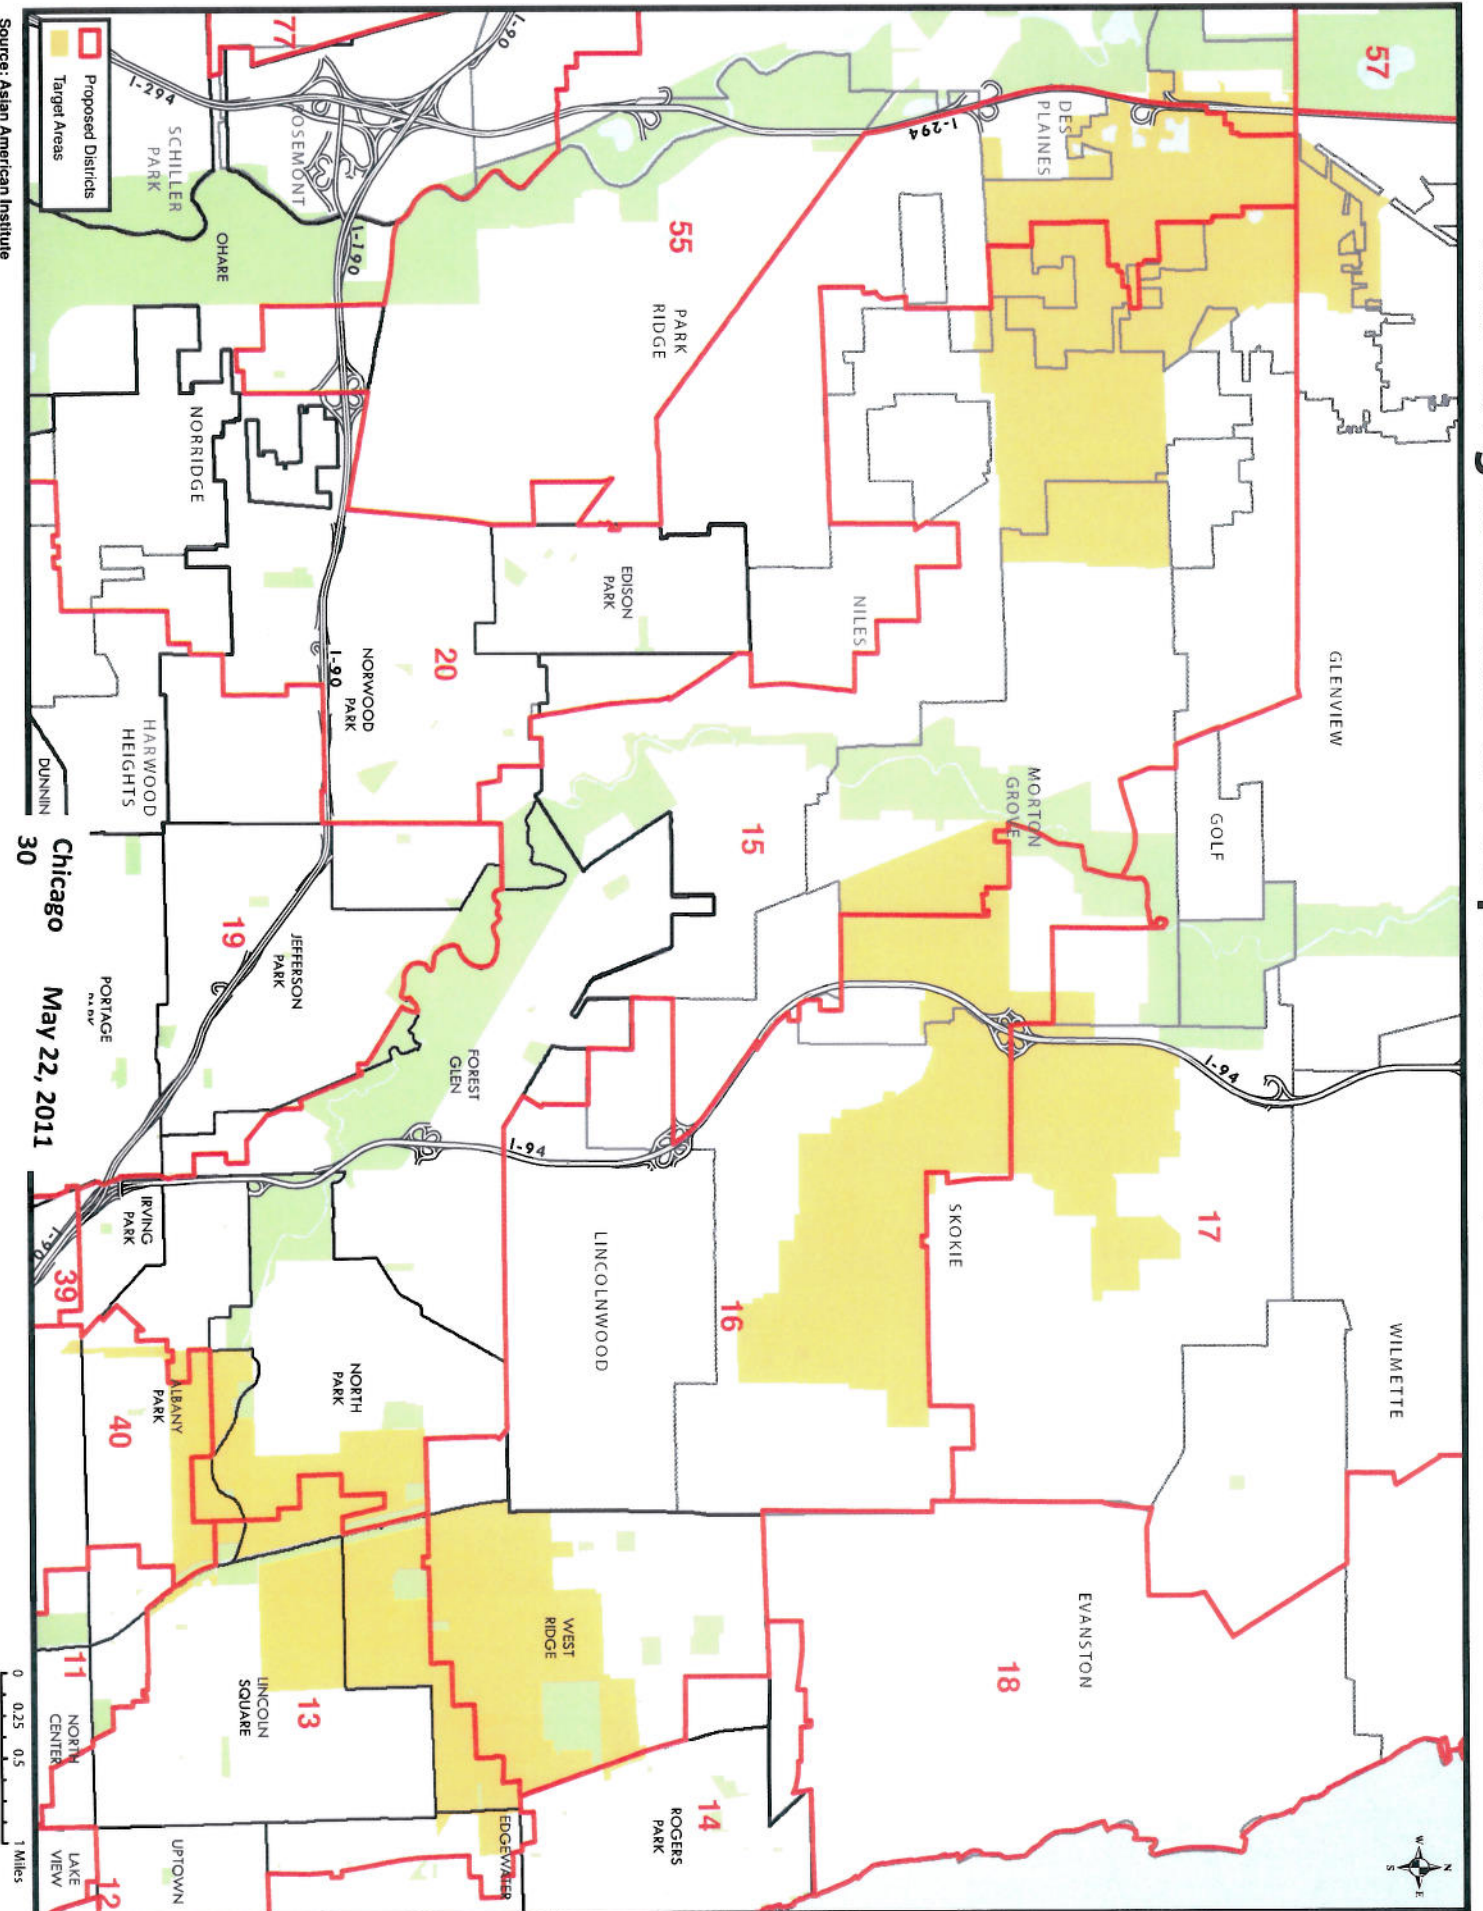 57
77
I-90
I-294
Proposed Districts
Target Areas
SCHILLER
PARK
OSEMONT
I-294
DES
PLAINES
OHARE
I-190
55
PARK
RIDGE
NORRIDGE
EDISON
PARK
NILES
GLENVIEW
20
NORWOOD
PARK
I-90
HARWOOD
HEIGHTS
DUNNIN
MORTON
GROVE
GOLF
15
19
JEFFERSON
PARK
PORTAGE
FOREST
GLEN
I-94
I-94
IRVING
PARK
I-90
39
SKOKIE
17
LINCOLNWOOD
16
WILMETTE
NORTH
PARK
ALBANY
PARK
40
EVANSTON
18
WEST
RIDGE
11
NORTH
CENTER
LINCOLN
SQUARE
13
14
ROGERS
PARK
EDGEWATER
UPTOWN
LAKE
VIEW
12
N
W
E
S
0 0.25 0.5 1 Miles
Chicago May 22, 2011
30
Source: Asian American Institute